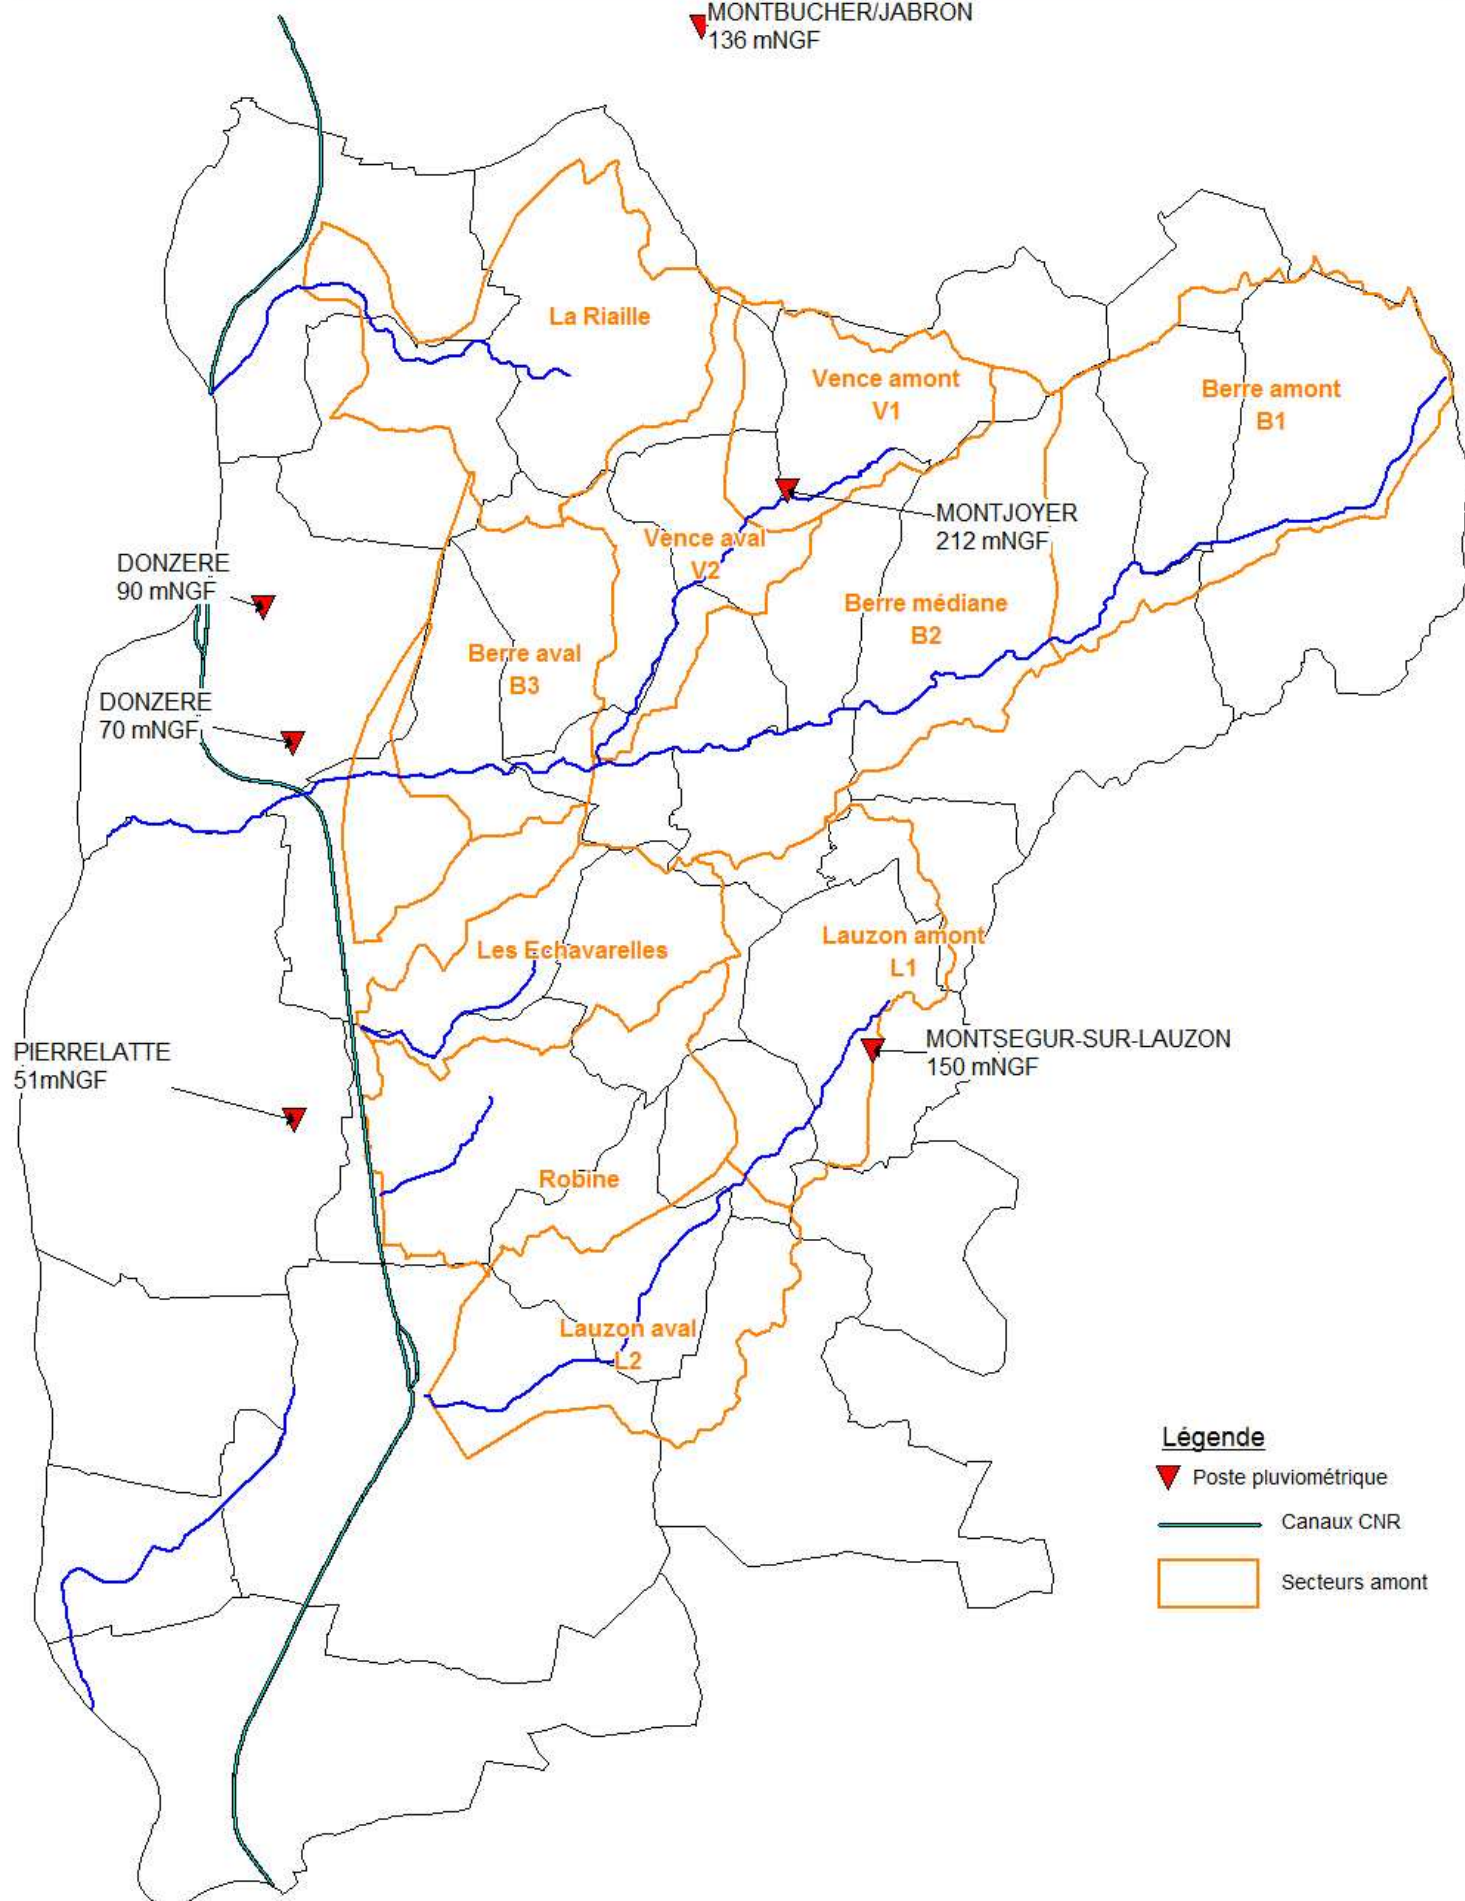 MONTBUCHER/JABRON
136 mNGF
La Riaille
Vence amont
V1
Berre amont
B1
MONTJOYER
212 mNGF
Vence aval
V2
DONZERE
90 mNGF
Berre médiane
B2
Berre aval
B3
DONZERE
70 mNGF
Lauzon amont
L1
Les Echavarelles
MONTSEGUR-SUR-LAUZON
150 mNGF
PIERRELATTE
51mNGF
Robine
Lauzon aval
L2
Légende
Poste pluviométrique
Canaux CNR
Secteurs amont